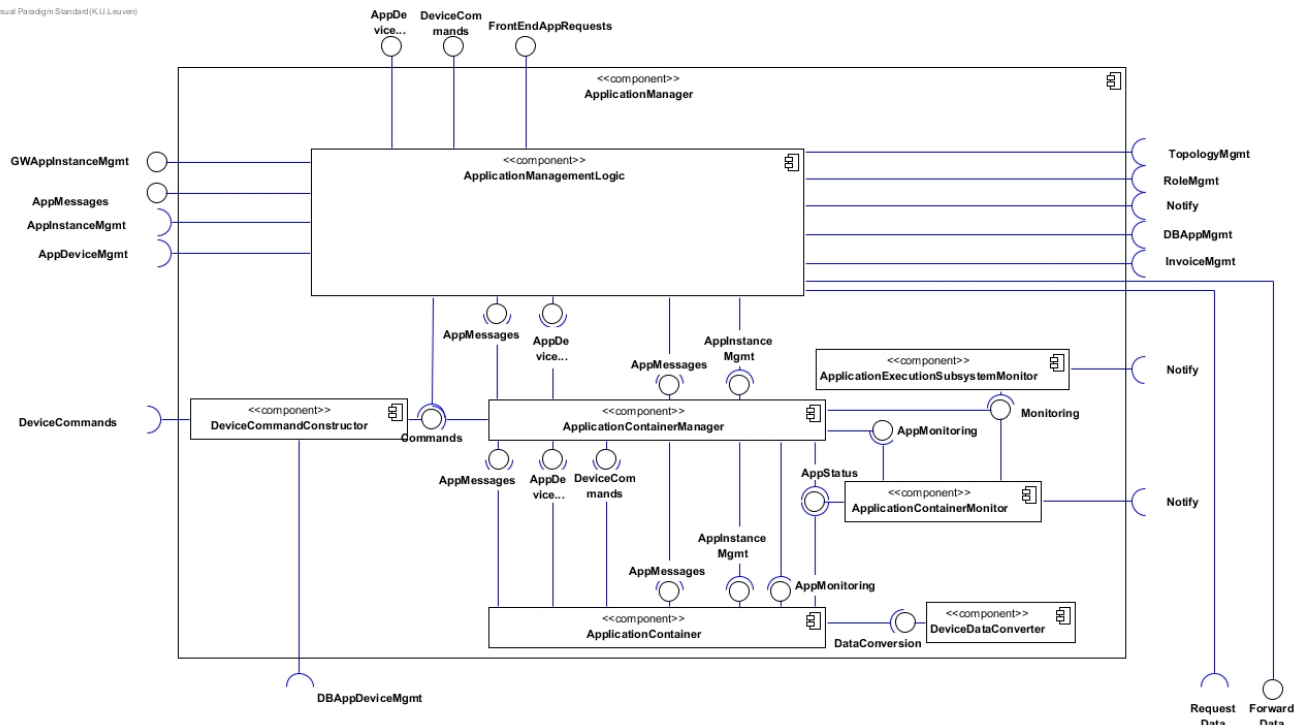 sual Paradigm Standard(K.U.Leuven)
AppDe
vice...
DeviceCom
mands
FrontEndAppRequests
<<component>>
ApplicationManager
GWAppInstanceMgmt
AppMessages
AppInstanceMgmt
AppDeviceMgmt
<<component>>
ApplicationManagementLogic
TopologyMgmt
RoleMgmt
Notify
DBAppMgmt
InvoiceMgmt
AppMessages
AppDe
vice...
AppMessages
AppInstance
Mgmt
<<component>>
ApplicationExecutionSubsystemMonitor
Notify
DeviceCommands
<<component>>
DeviceCommandConstructor
Commands
<<component>>
ApplicationContainerManager
Monitoring
AppMonitoring
AppMessages
AppDe
vice...
DeviceCom
mands
AppStatus
<<component>>
ApplicationContainerMonitor
Notify
AppInstance
Mgmt
AppMessages
AppMonitoring
<<component>>
ApplicationContainer
DataConversion
<<component>>
DeviceDataConverter
DBAppDeviceMgmt
Request
Data
Forward
Data